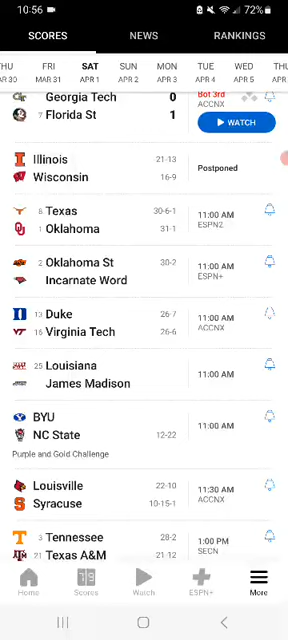 10:56 72%
SCORES NEWS RANKINGS
THU FRI SAT SUN MON TUE WED THU
AR 30 MAR 31 APR 1 APR 2 APR 3 APR 4 APR 5 APR
Georgia Tech 0 Bot 3rd
ACCNX
7 Florida St 1
WATCH
Illinois 21-13
Postponed
Wisconsin 16-9
8 Texas 30-6-1 11:00 AM
1 Oklahoma 31-1 ESPN2
2 Oklahoma St 30-2 11:00 AM
Incarnate Word ESPN+
13 Duke 26-7 11:00 AM
16 Virginia Tech 26-6 ACCNX
25 Louisiana
11:00 AM
James Madison
BYU
11:00 AM
NC State 12-22
Purple and Gold Challenge
Louisville 22-10 11:30 AM
Syracuse 10-15-1 ACCNX
3 Tennessee 28-2 1:00 PM
21 Texas A&M 21-12 SECN
Home Scores Watch ESPN+ More